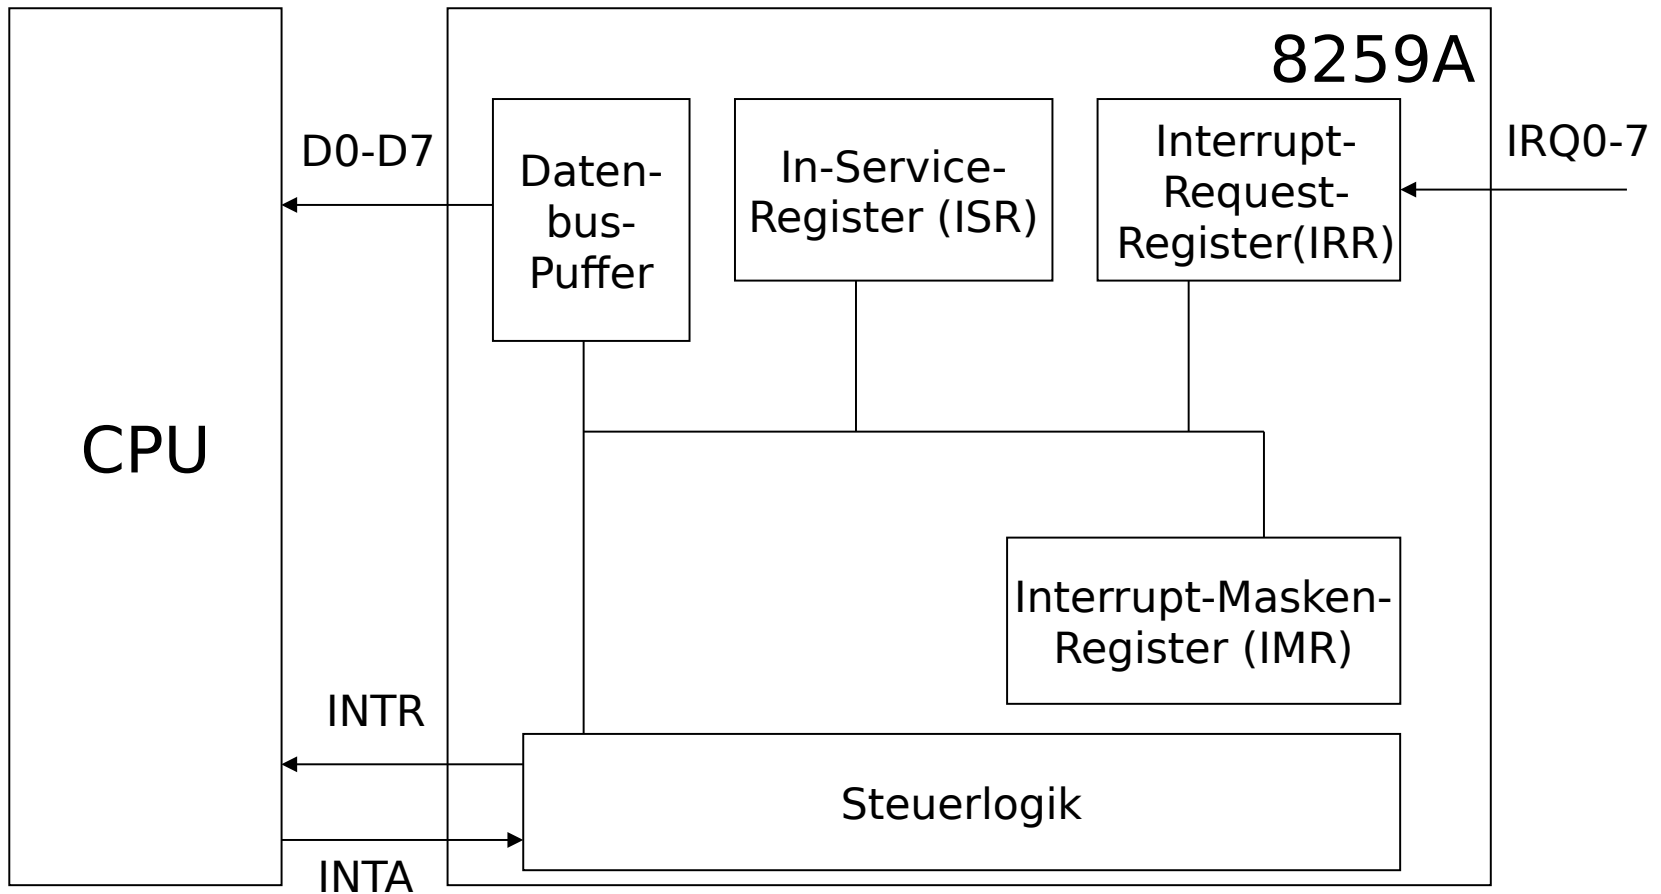 8259A
D0-D7
Daten-
bus-
Puffer
In-Service-
Register (ISR)
Interrupt-
Request-
Register(IRR)
IRQ0-7
CPU
Interrupt-Masken-
Register (IMR)
INTR
Steuerlogik
INTA